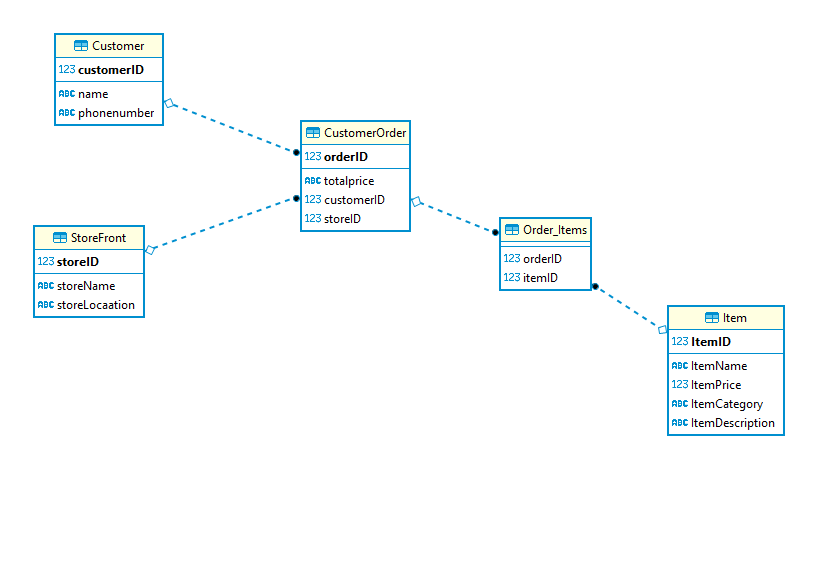 Customer
123 customerID
ABC name
ABC phonenumber
CustomerOrder
123 orderID
ABC totalprice
123 customerID
123 storeID
StoreFront
123 storeID
ABC storeName
ABC storeLocaation
Order_Items
123 orderID
123 itemID
Item
123 ItemID
ABC ItemName
123 ItemPrice
ABC ItemCategory
ABC ItemDescription